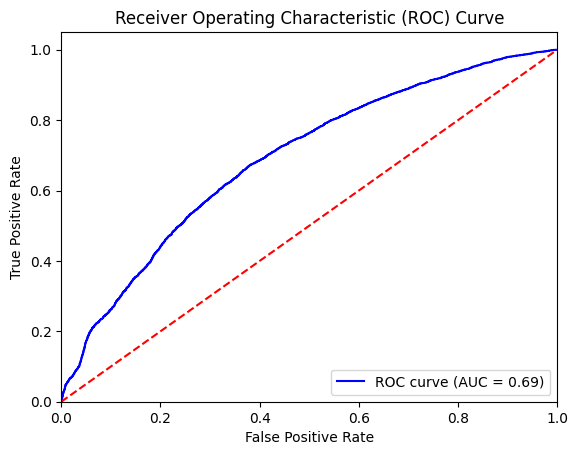 Receiver Operating Characteristic (ROC) Curve
1.0
0.8
0.6
0.4
0.2
0.0
True Positive Rate
ROC curve (AUC = 0.69)
0.0 0.2 0.4 0.6 0.8 1.0
False Positive Rate